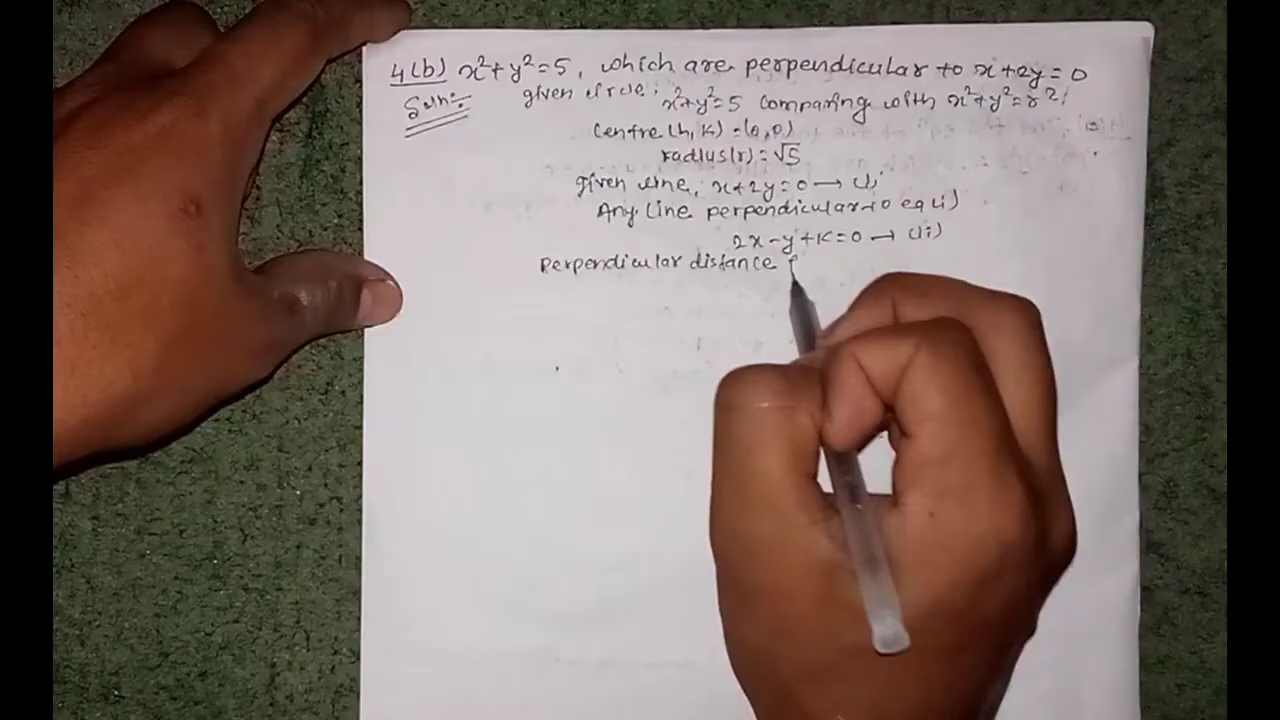 4(b) x²+y²=5, which are perpendicular to x+2y=0
Soln:
given circle, x²+y²=5 comparing with x²+y²=r²,
Centre (h,k) = (0,0)
radius(r) = √5
given line, x+2y=0 → (i)
Any line perpendicular to eq(i)
2x-y+k=0 → (ii)
Perpendicular distance f